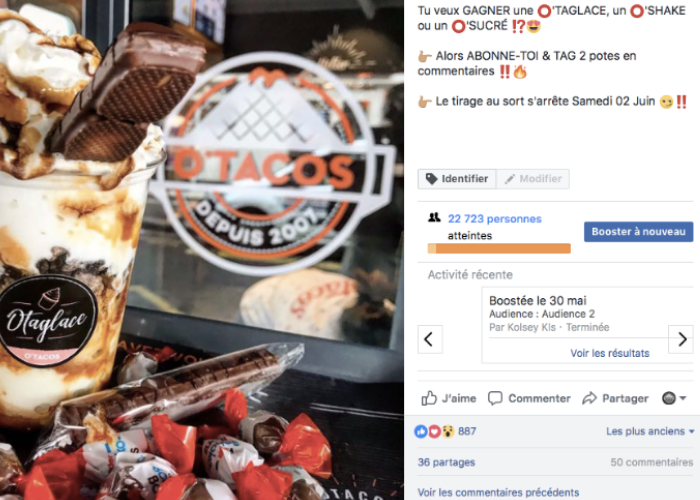 O'TACOS
DEPUIS 2007
Otaglace
O'TACOS
Tu veux GAGNER une ⭕'TAGLACE, un ⭕'SHAKE
ou un ⭕'SUCRÉ ⁉️😍
👉🏼 Alors ABONNE-TOI & TAG 2 potes en
commentaires ‼️🔥
👉🏼 Le tirage au sort s'arrête Samedi 02 Juin 😏‼️
Identifier
Modifier
22 723 personnes
atteintes
Booster à nouveau
Activité récente
Boostée le 30 mai
Audience : Audience 2
Par Kolsey Kls · Terminée
Voir les résultats
J'aime
Commenter
Partager
887
Les plus anciens
36 partages
50 commentaires
Voir les commentaires précédents